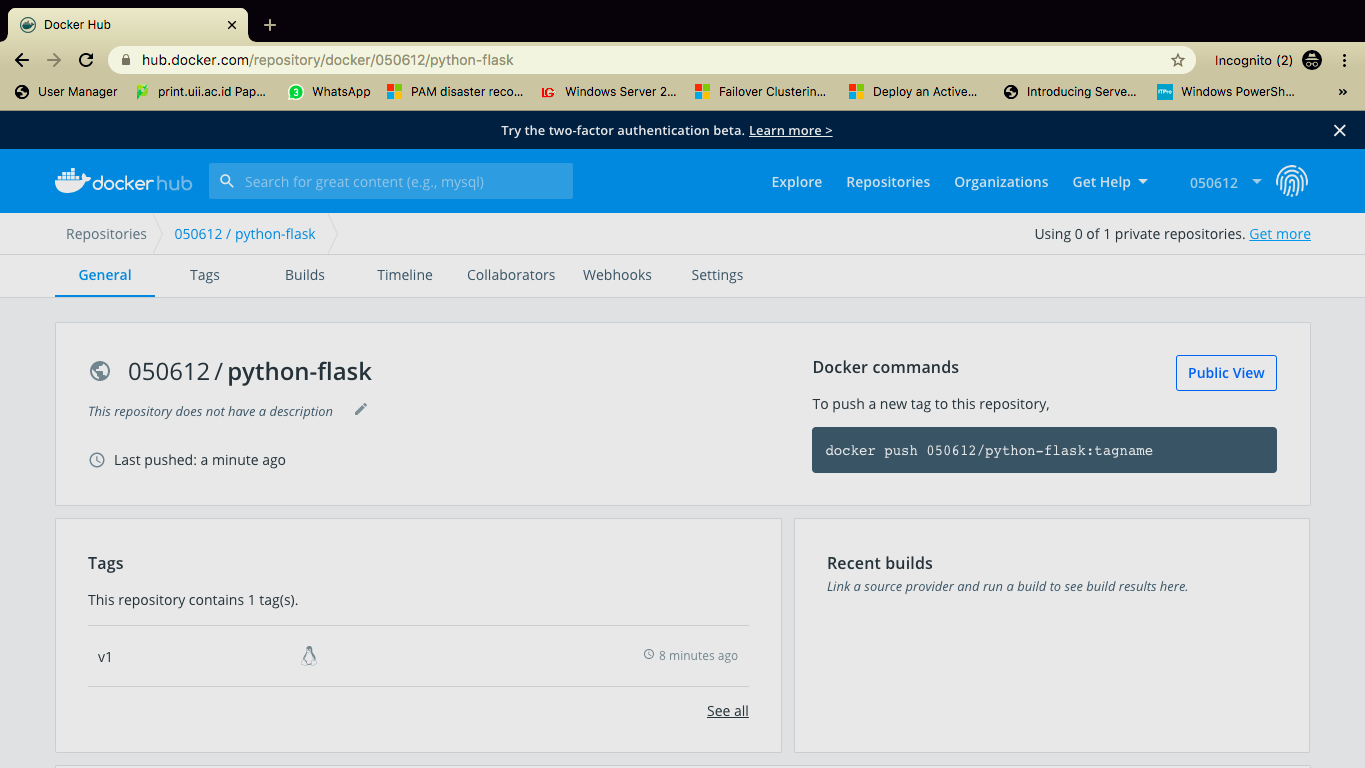 Docker Hub
hub.docker.com/repository/docker/050612/python-flask
Incognito (2)
User Manager
print.uii.ac.id Pap...
3
WhatsApp
PAM disaster reco...
LG
Windows Server 2...
Failover Clusterin...
Deploy an Active...
Introducing Serve...
ITPro
Windows PowerSh...
»
Try the two-factor authentication beta. Learn more >
docker hub
Search for great content (e.g., mysql)
Explore
Repositories
Organizations
Get Help
050612
Repositories
050612 / python-flask
Using 0 of 1 private repositories. Get more
General
Tags
Builds
Timeline
Collaborators
Webhooks
Settings
050612 / python-flask
This repository does not have a description
Last pushed: a minute ago
Docker commands
Public View
To push a new tag to this repository,
docker push 050612/python-flask:tagname
Tags
This repository contains 1 tag(s).
v1
8 minutes ago
See all
Recent builds
Link a source provider and run a build to see build results here.